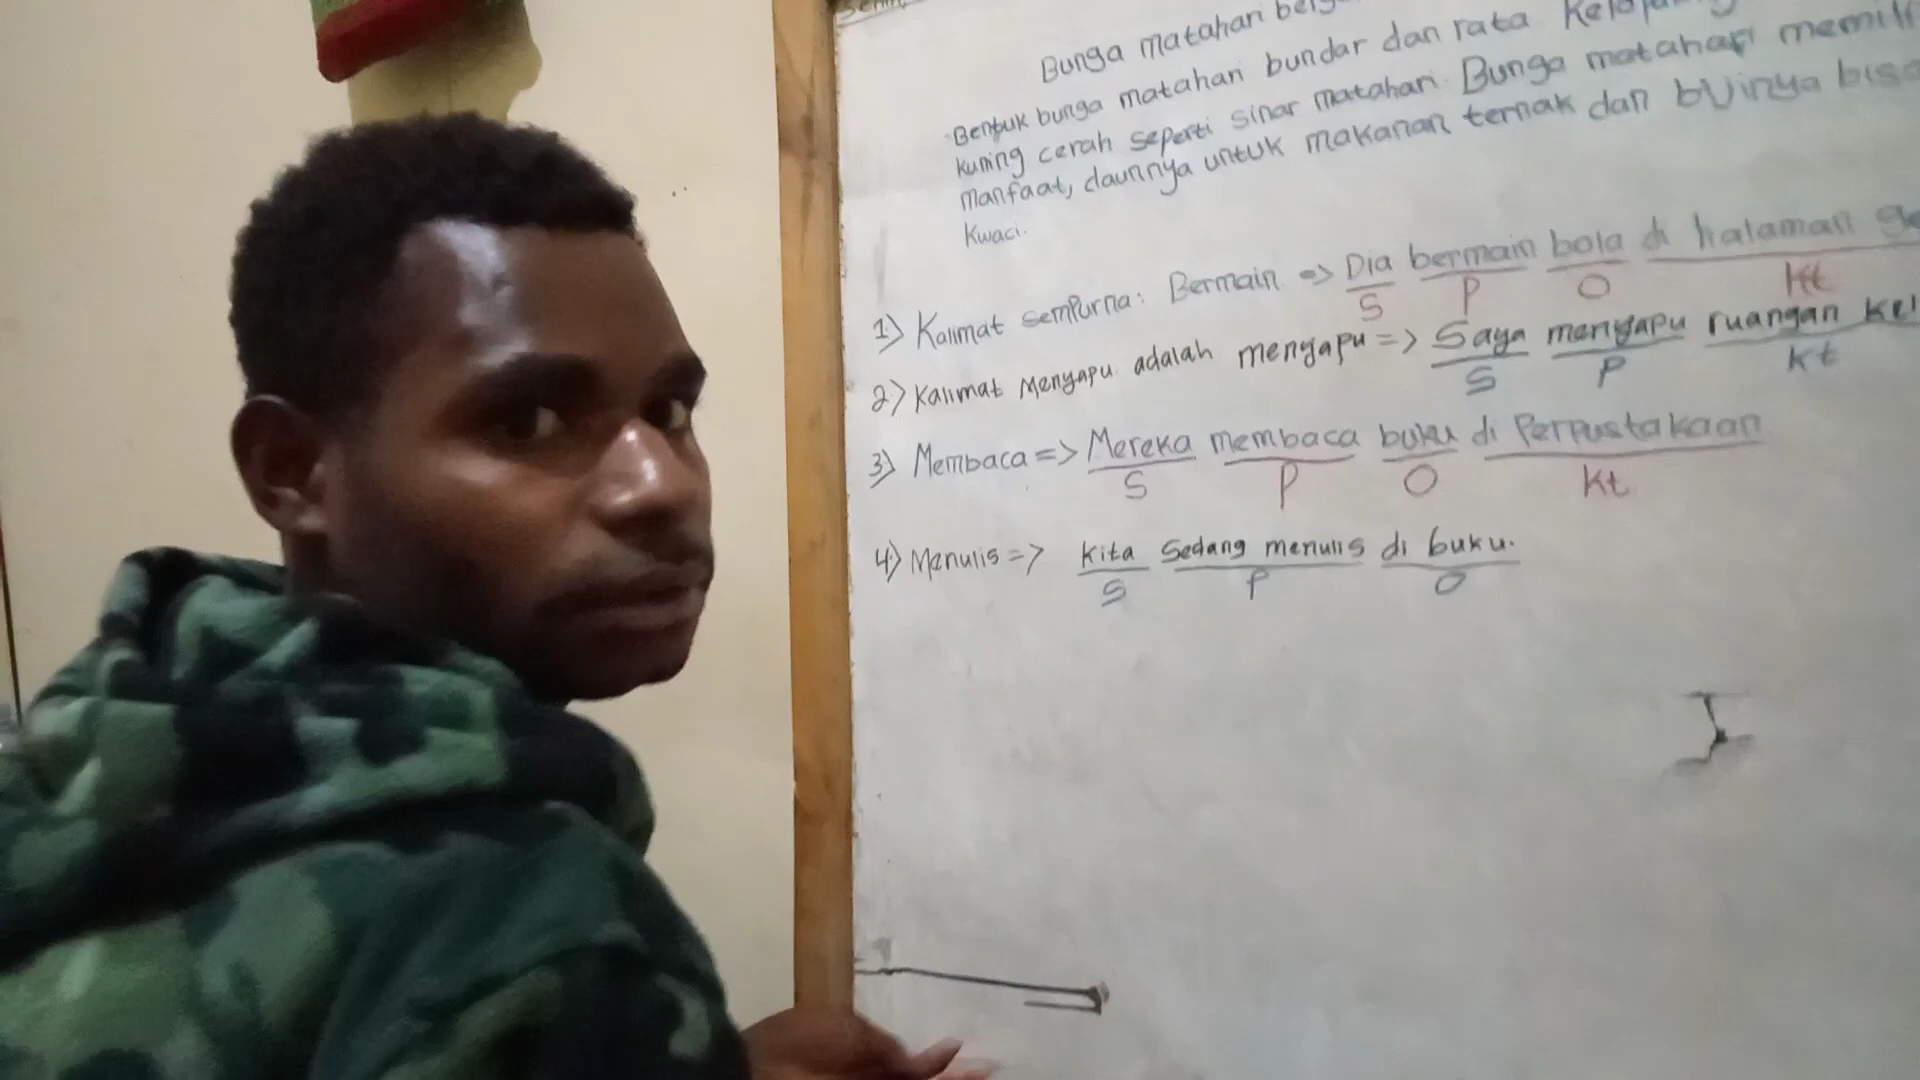 Senin
Bunga matahari
Bentuk bunga matahari bundar dan rata
kuning cerah seperti sinar matahari. Bunga matahari
manfaat, daunnya untuk makanan ternak dan bijinya bisa
kwaci.
1) Kalimat semPurna: Bermain => Dia bermain bola di halaman
S P O Kt
2) Kalimat Menyapu adalah menyapu => Saya menyapu ruangan
S P Kt
3) Membaca => Mereka membaca buku di Perpustakaan
S P O Kt
4) Menulis => Kita Sedang menulis di buku.
S P O